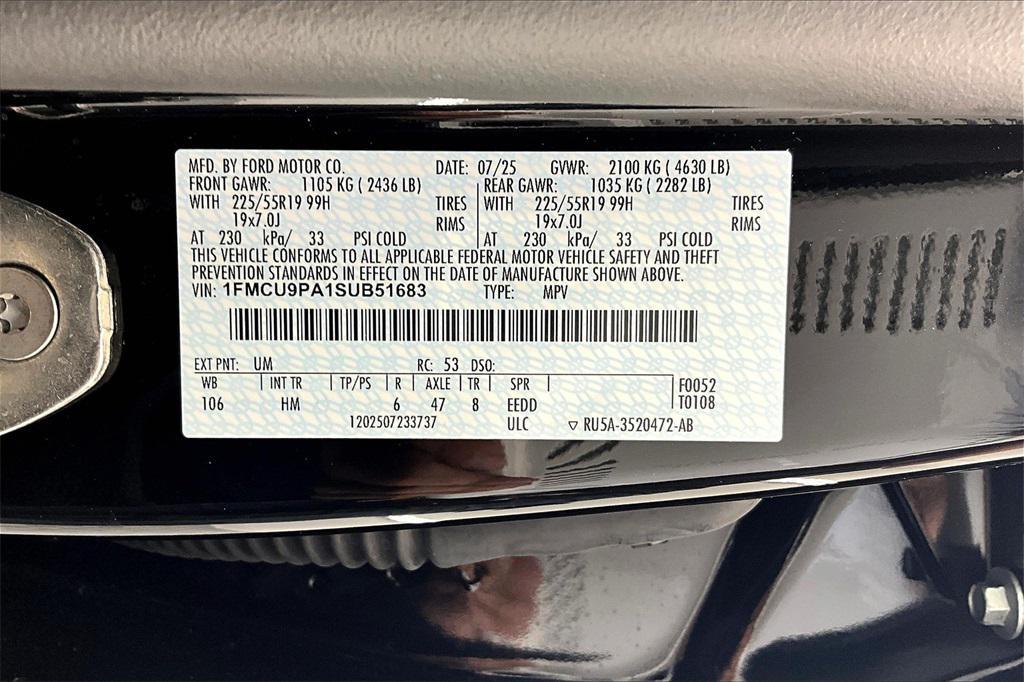 MFD. BY FORD MOTOR CO. DATE: 07/25 GVWR: 2100 KG ( 4630 LB)
FRONT GAWR: 1105 KG ( 2436 LB) REAR GAWR: 1035 KG ( 2282 LB)
WITH 225/55R19 99H TIRES WITH 225/55R19 99H TIRES
19x7.0J RIMS 19x7.0J RIMS
AT 230 kPa/ 33 PSI COLD AT 230 kPa/ 33 PSI COLD
THIS VEHICLE CONFORMS TO ALL APPLICABLE FEDERAL MOTOR VEHICLE SAFETY AND THEFT
PREVENTION STANDARDS IN EFFECT ON THE DATE OF MANUFACTURE SHOWN ABOVE.
VIN: 1FMCU9PA1SUB51683 TYPE: MPV
EXT PNT: UM RC: 53 DSO:
WB INT TR TP/PS R AXLE TR SPR F0052
106 HM 6 47 8 EEDD T0108
1202507233737 ULC ▽ RU5A-3520472-AB